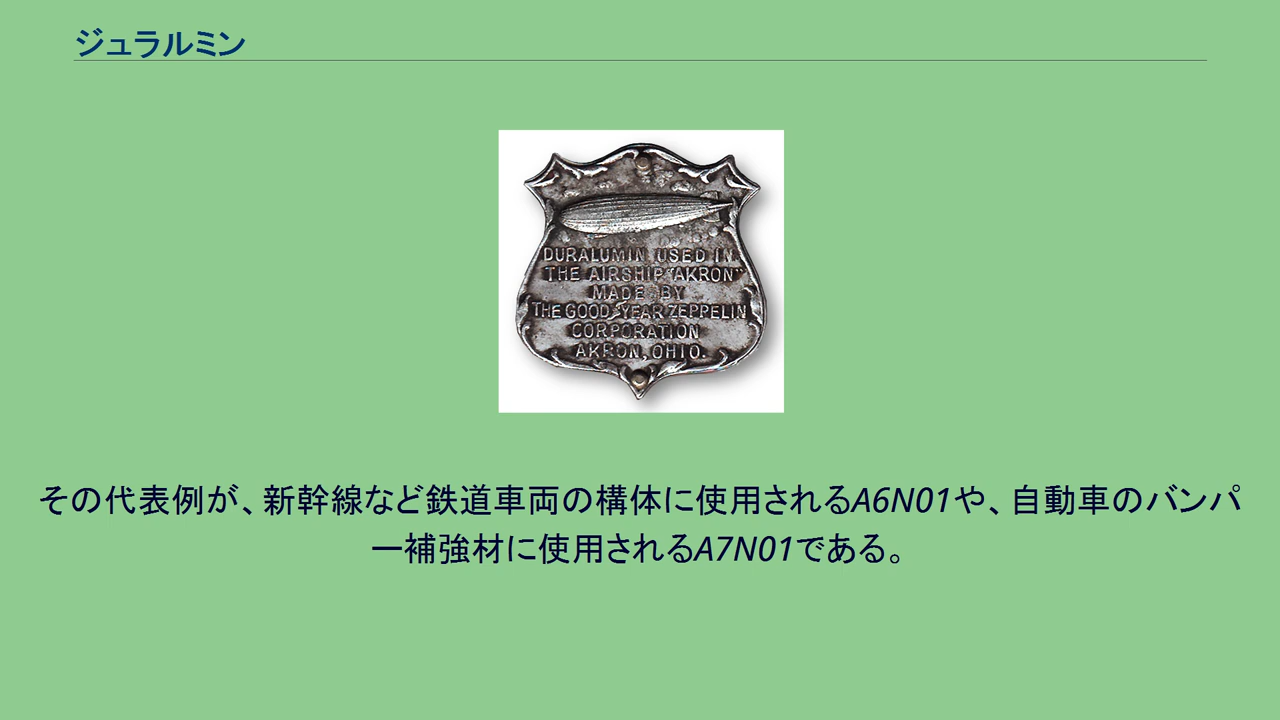 ジュラルミン
DURALUMIN USED IN
THE AIRSHIP "AKRON"
MADE BY
THE GOOD-YEAR ZEPPELIN
CORPORATION
AKRON, OHIO.
その代表例が、新幹線など鉄道車両の構体に使用されるA6N01や、自動車のバンパ
ー補強材に使用されるA7N01である。